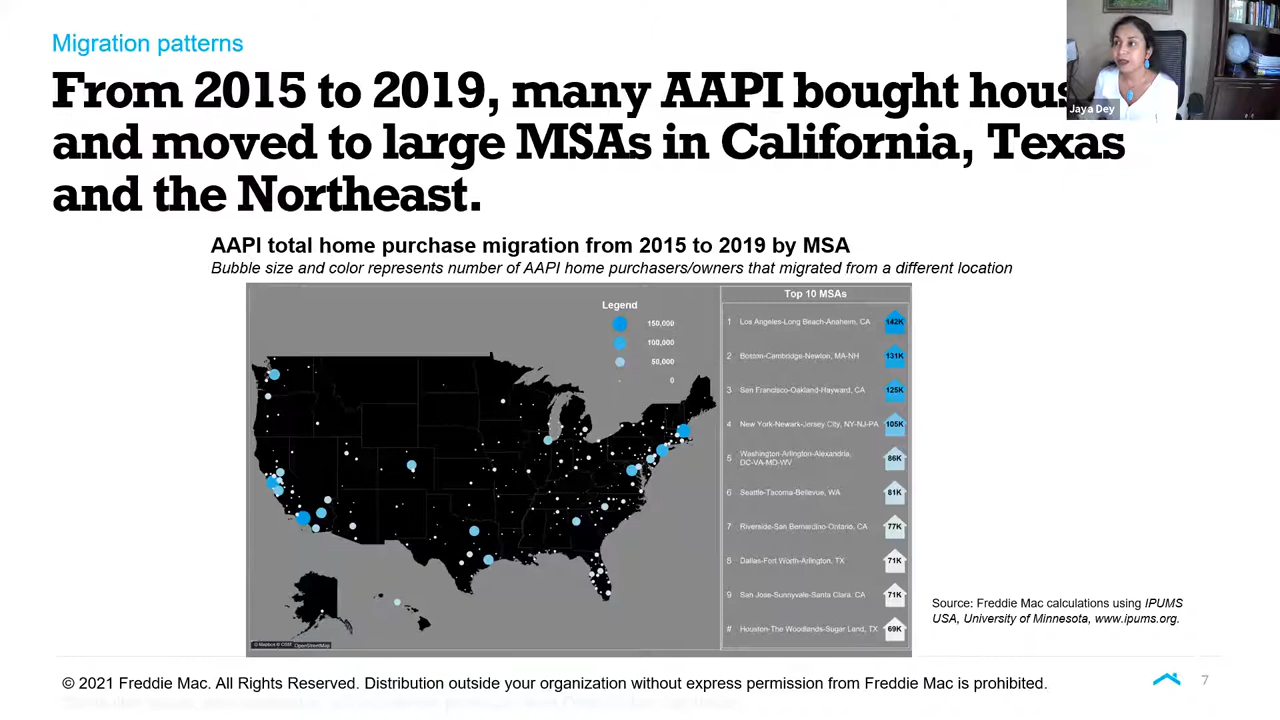 Migration patterns
From 2015 to 2019, many AAPI bought hous
and moved to large MSAs in California, Texas
and the Northeast.
Jaya Dey
AAPI total home purchase migration from 2015 to 2019 by MSA
Bubble size and color represents number of AAPI home purchasers/owners that migrated from a different location
Legend
150,000
100,000
50,000
0
Top 10 MSAs
1 Los Angeles-Long Beach-Anaheim, CA 142K
2 Boston-Cambridge-Newton, MA-NH 131K
3 San Francisco-Oakland-Hayward, CA 125K
4 New York-Newark-Jersey City, NY-NJ-PA 105K
5 Washington-Arlington-Alexandria,
DC-VA-MD-WV 86K
6 Seattle-Tacoma-Bellevue, WA 81K
7 Riverside-San Bernardino-Ontario, CA 77K
8 Dallas-Fort Worth-Arlington, TX 71K
9 San Jose-Sunnyvale-Santa Clara, CA 71K
# Houston-The Woodlands-Sugar Land, TX 69K
© Mapbox © OSM OpenStreetMap
Source: Freddie Mac calculations using IPUMS
USA, University of Minnesota, www.ipums.org.
© 2021 Freddie Mac. All Rights Reserved. Distribution outside your organization without express permission from Freddie Mac is prohibited.
7